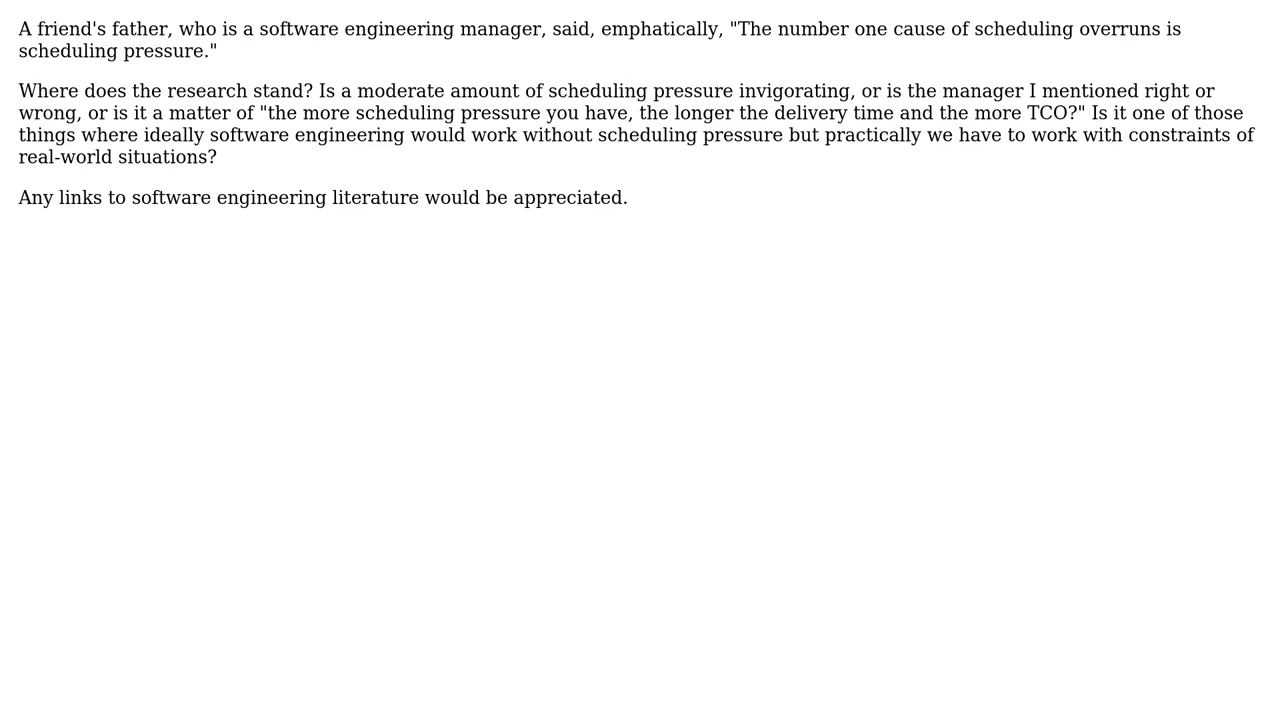 A friend's father, who is a software engineering manager, said, emphatically, "The number one cause of scheduling overruns is
scheduling pressure."
Where does the research stand? Is a moderate amount of scheduling pressure invigorating, or is the manager I mentioned right or
wrong, or is it a matter of "the more scheduling pressure you have, the longer the delivery time and the more TCO?" Is it one of those
things where ideally software engineering would work without scheduling pressure but practically we have to work with constraints of
real-world situations?
Any links to software engineering literature would be appreciated.